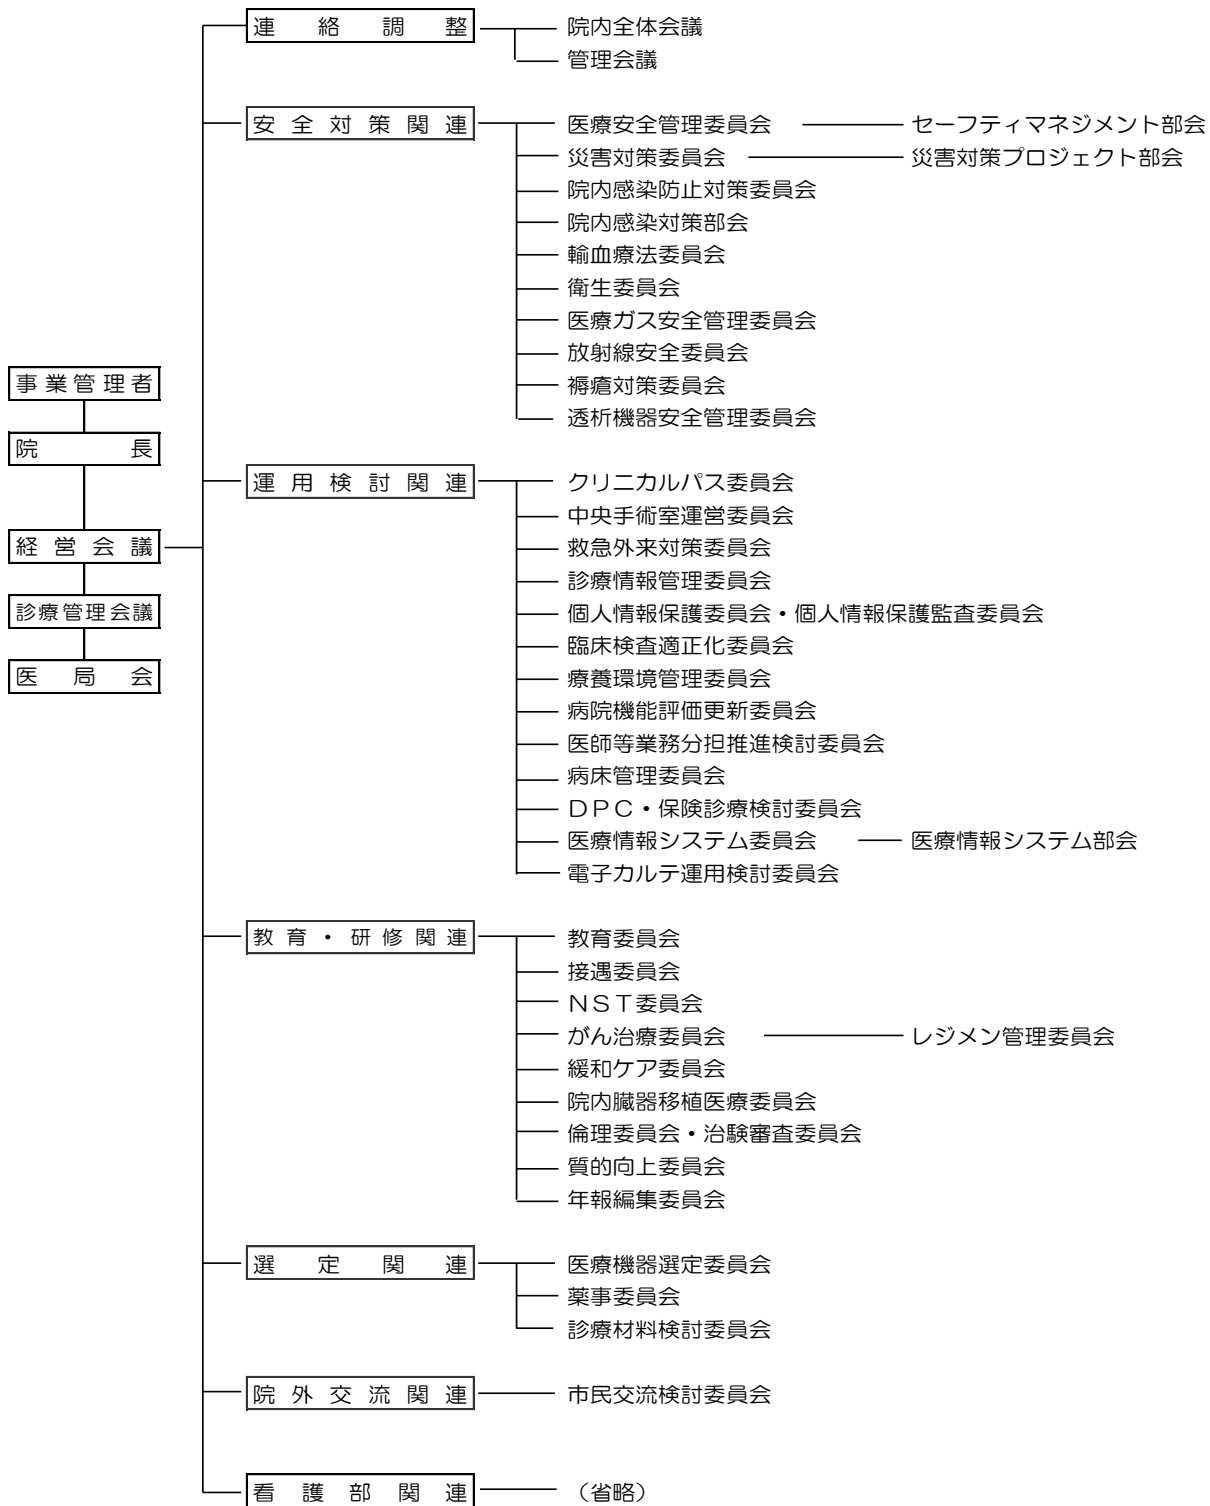 連絡調整
院内全体会議
管理会議
安全対策関連
医療安全管理委員会 セーフティマネジメント部会
災害対策委員会 災害対策プロジェクト部会
院内感染防止対策委員会
院内感染対策部会
輸血療法委員会
衛生委員会
医療ガス安全管理委員会
放射線安全委員会
褥瘡対策委員会
透析機器安全管理委員会
事業管理者
院長
経営会議
診療管理会議
医局会
運用検討関連
クリニカルパス委員会
中央手術室運営委員会
救急外来対策委員会
診療情報管理委員会
個人情報保護委員会・個人情報保護監査委員会
臨床検査適正化委員会
療養環境管理委員会
病院機能評価更新委員会
医師等業務分担推進検討委員会
病床管理委員会
ＤＰＣ・保険診療検討委員会
医療情報システム委員会 医療情報システム部会
電子カルテ運用検討委員会
教育・研修関連
教育委員会
接遇委員会
ＮＳＴ委員会
がん治療委員会 レジメン管理委員会
緩和ケア委員会
院内臓器移植医療委員会
倫理委員会・治験審査委員会
質的向上委員会
年報編集委員会
選定関連
医療機器選定委員会
薬事委員会
診療材料検討委員会
院外交流関連
市民交流検討委員会
看護部関連
（省略）